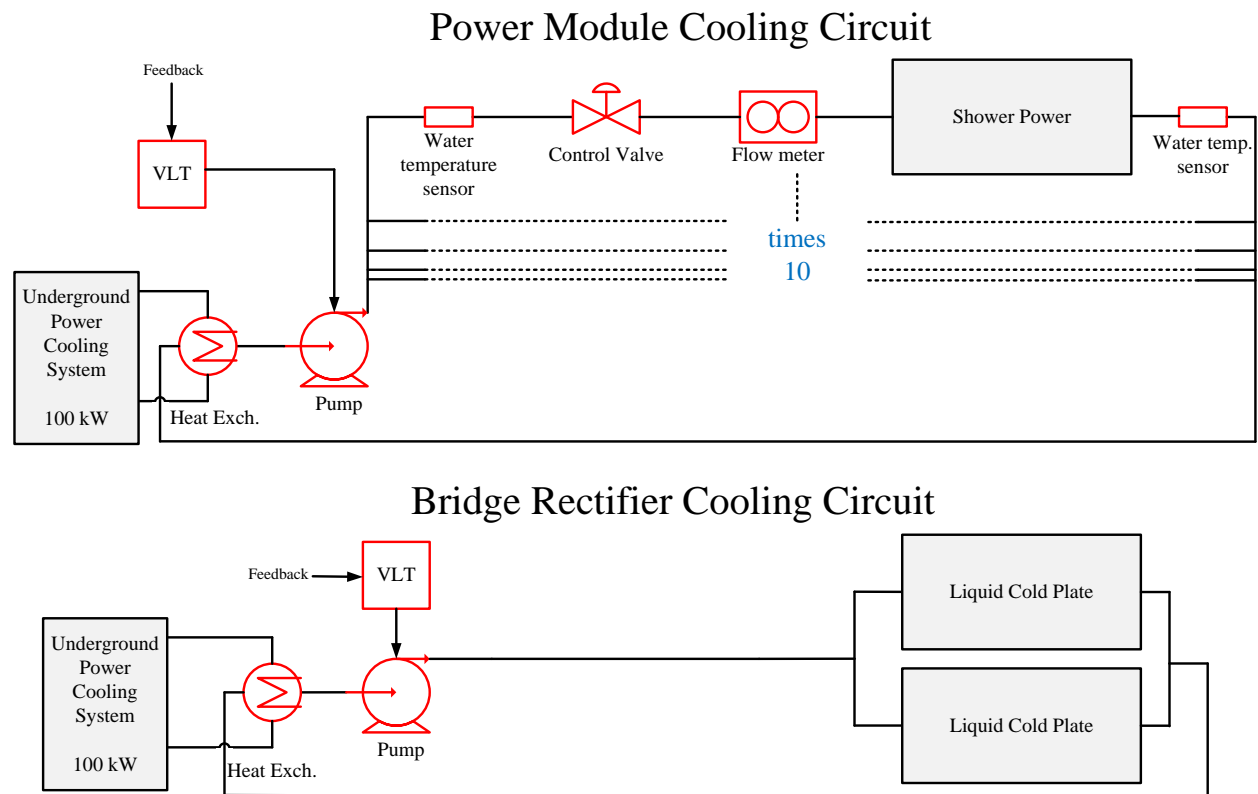 Power Module Cooling Circuit
Feedback
VLT
Water
temperature
sensor
Control Valve
Flow meter
Shower Power
Water temp.
sensor
times
10
Underground
Power
Cooling
System
100 kW
Heat Exch.
Pump
Bridge Rectifier Cooling Circuit
Feedback
VLT
Liquid Cold Plate
Underground
Power
Cooling
System
100 kW
Heat Exch.
Pump
Liquid Cold Plate